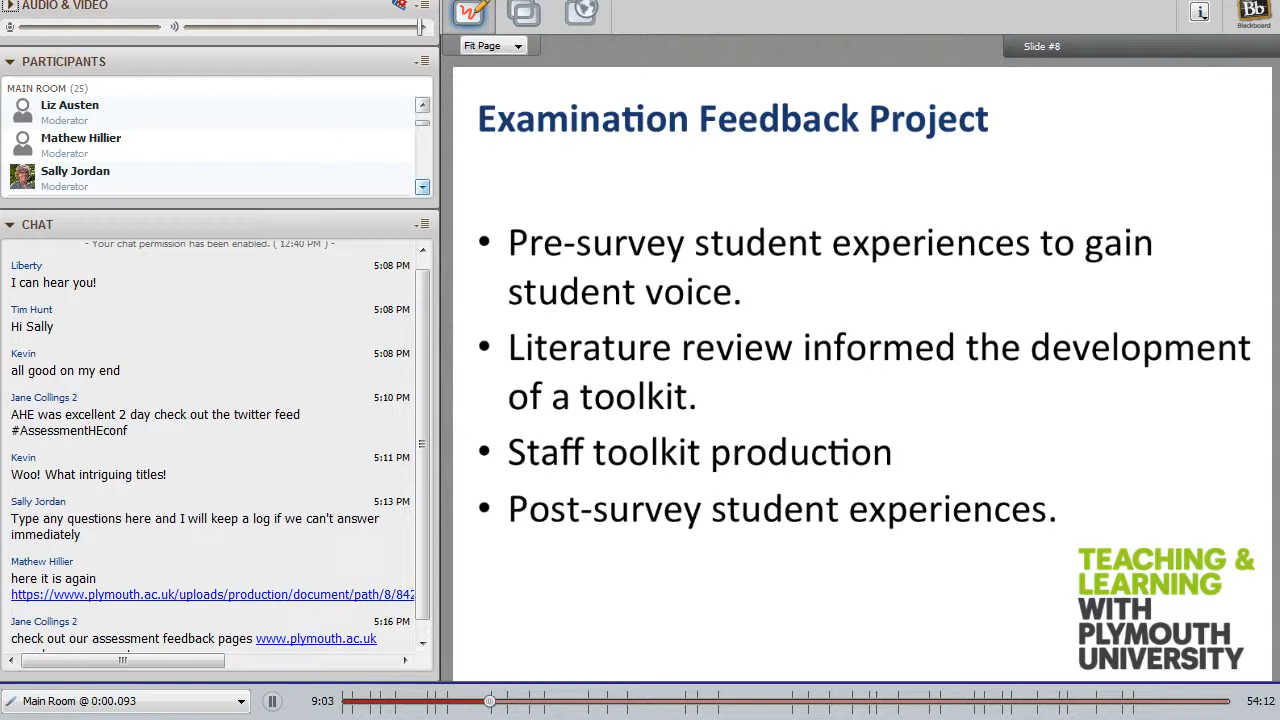 AUDIO & VIDEO
PARTICIPANTS
MAIN ROOM (25)
Liz Austen
Moderator
Mathew Hillier
Moderator
Sally Jordan
Moderator
CHAT
- Your chat permission has been enabled. ( 12:40 PM ) -
Liberty 5:08 PM
I can hear you!
Tim Hunt 5:08 PM
Hi Sally
Kevin 5:08 PM
all good on my end
Jane Collings 2 5:10 PM
AHE was excellent 2 day check out the twitter feed
#AssessmentHEconf
Kevin 5:11 PM
Woo! What intriguing titles!
Sally Jordan 5:13 PM
Type any questions here and I will keep a log if we can't answer
immediately
Mathew Hillier
here it is again
https://www.plymouth.ac.uk/uploads/production/document/path/8/842
Jane Collings 2 5:16 PM
check out our assessment feedback pages www.plymouth.ac.uk
Main Room @ 0:00.093
9:03
54:12
Fit Page
Slide #8
Bb
Blackboard
Examination Feedback Project
• Pre-survey student experiences to gain
student voice.
• Literature review informed the development
of a toolkit.
• Staff toolkit production
• Post-survey student experiences.
TEACHING &
LEARNING
WITH
PLYMOUTH
UNIVERSITY